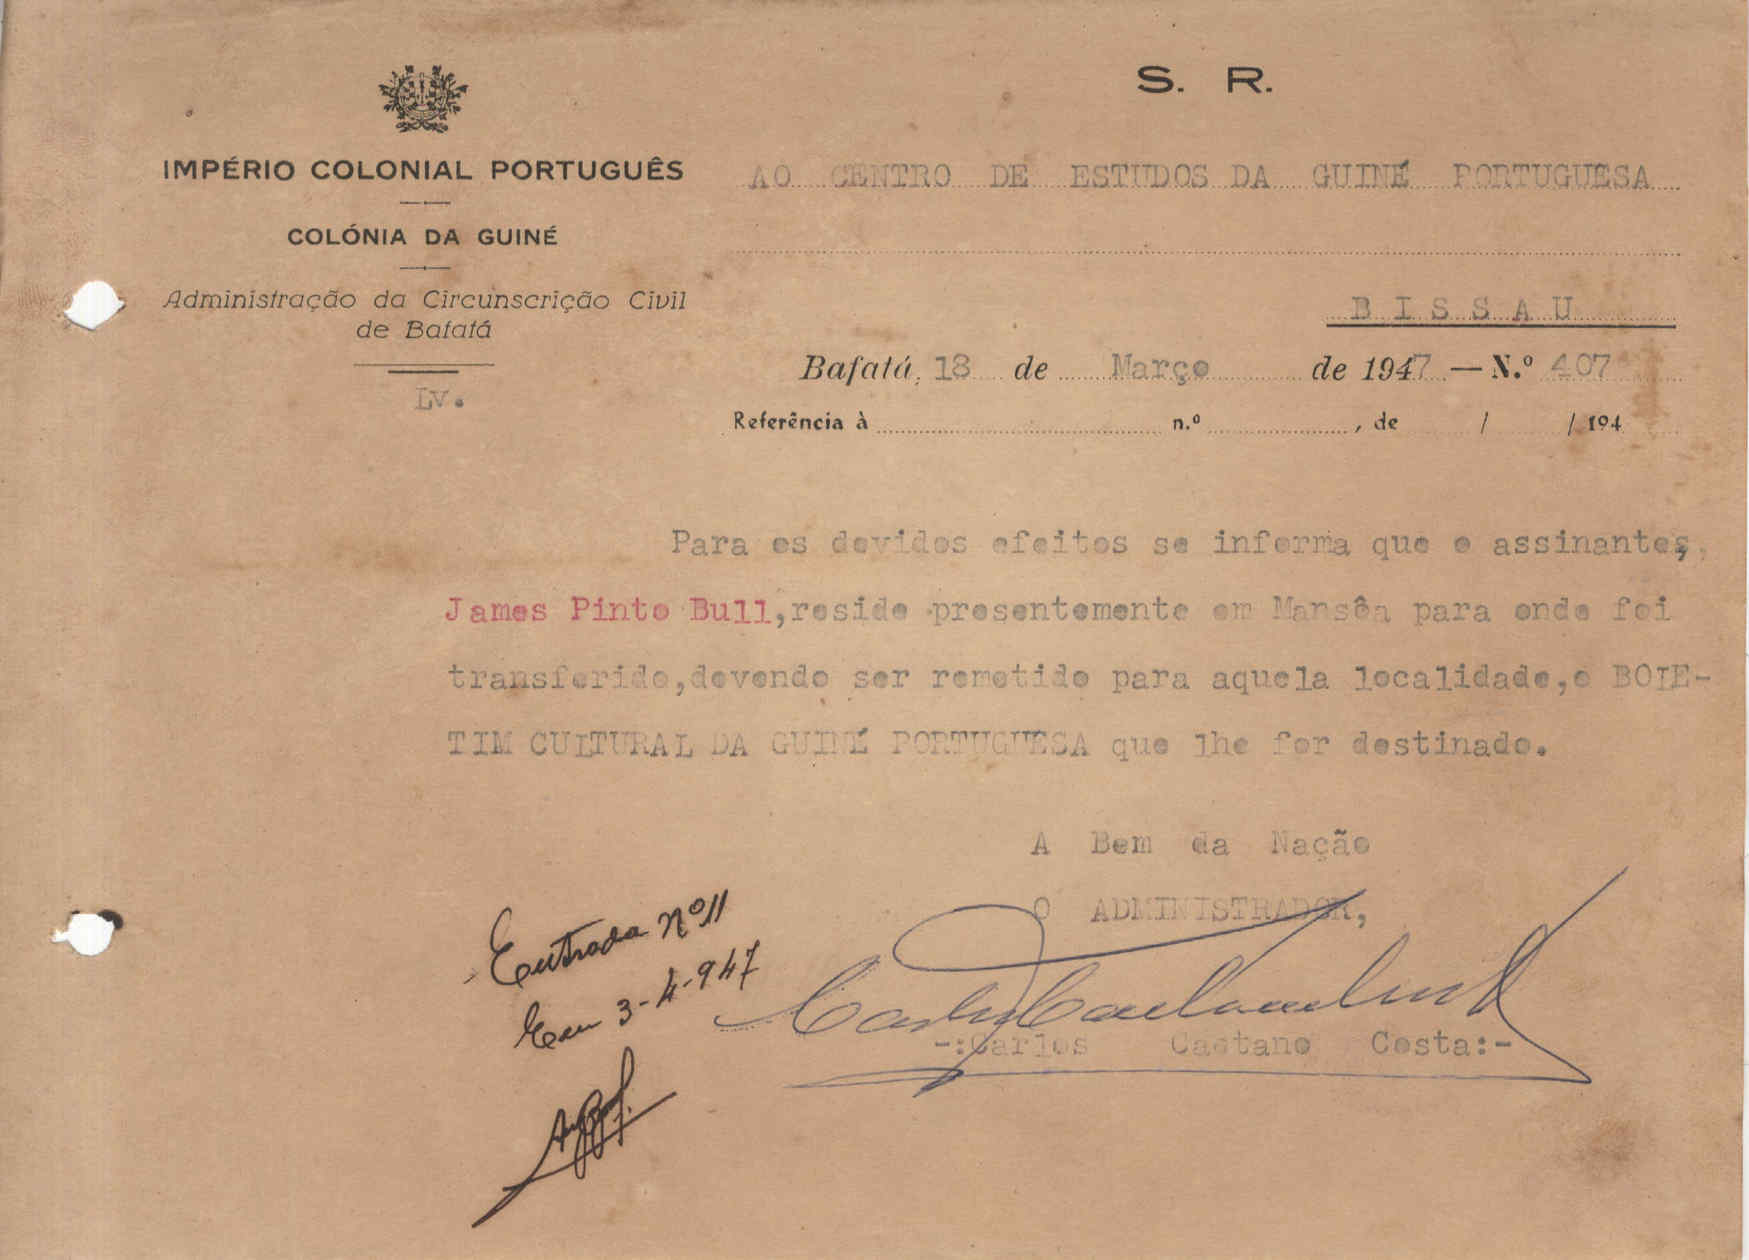 S. R.
IMPÉRIO COLONIAL PORTUGUÊS
COLÓNIA DA GUINÉ
Administração da Circunscrição Civil
de Bafatá
Lv.
AO CENTRO DE ESTUDOS DA GUINÉ PORTUGUESA
BISSAU
Bafatá, 18 de Março de 1947 — N.º 407
Referência à n.º , de / / 194
Para os devidos efeitos se informa que o assinante,
James Pinto Bull,reside presentemente em Mansôa para onde foi
transferido,devendo ser remetido para aquela localidade,o BOLE-
TIM CULTURAL DA GUINÉ PORTUGUESA que lhe for destinado.
A Bem da Nação
O ADMINISTRADOR,
-:Carlos Caetano Costa:-
Entrada Nº 11
Em 3-4-947